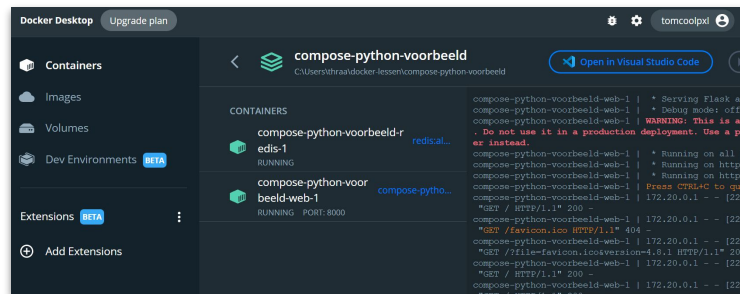 Docker Desktop
Upgrade plan
tomcoolpxl
Containers
Images
Volumes
Dev Environments BETA
Extensions BETA
Add Extensions
compose-python-voorbeeld
C:\Users\thraa\docker-lessen\compose-python-voorbeeld
Open in Visual Studio Code
CONTAINERS
compose-python-voorbeeld-r
edis-1
redis:al...
RUNNING
compose-python-voor
beeld-web-1
compose-pytho...
RUNNING PORT: 8000
compose-python-voorbeeld-web-1 | * Serving Flask a
compose-python-voorbeeld-web-1 | * Debug mode: off
compose-python-voorbeeld-web-1 | WARNING: This is a
. Do not use it in a production deployment. Use a p
er instead.
compose-python-voorbeeld-web-1 | * Running on all
compose-python-voorbeeld-web-1 | * Running on http
compose-python-voorbeeld-web-1 | * Running on http
compose-python-voorbeeld-web-1 | Press CTRL+C to qu
compose-python-voorbeeld-web-1 | 172.20.0.1 - - [22
"GET / HTTP/1.1" 200 -
compose-python-voorbeeld-web-1 | 172.20.0.1 - - [22
"GET /favicon.ico HTTP/1.1" 404 -
compose-python-voorbeeld-web-1 | 172.20.0.1 - - [22
"GET /?file=favicon.ico&version=4.8.1 HTTP/1.1" 20
compose-python-voorbeeld-web-1 | 172.20.0.1 - - [22
"GET / HTTP/1.1" 200 -
compose-python-voorbeeld-web-1 | 172.20.0.1 - - [22